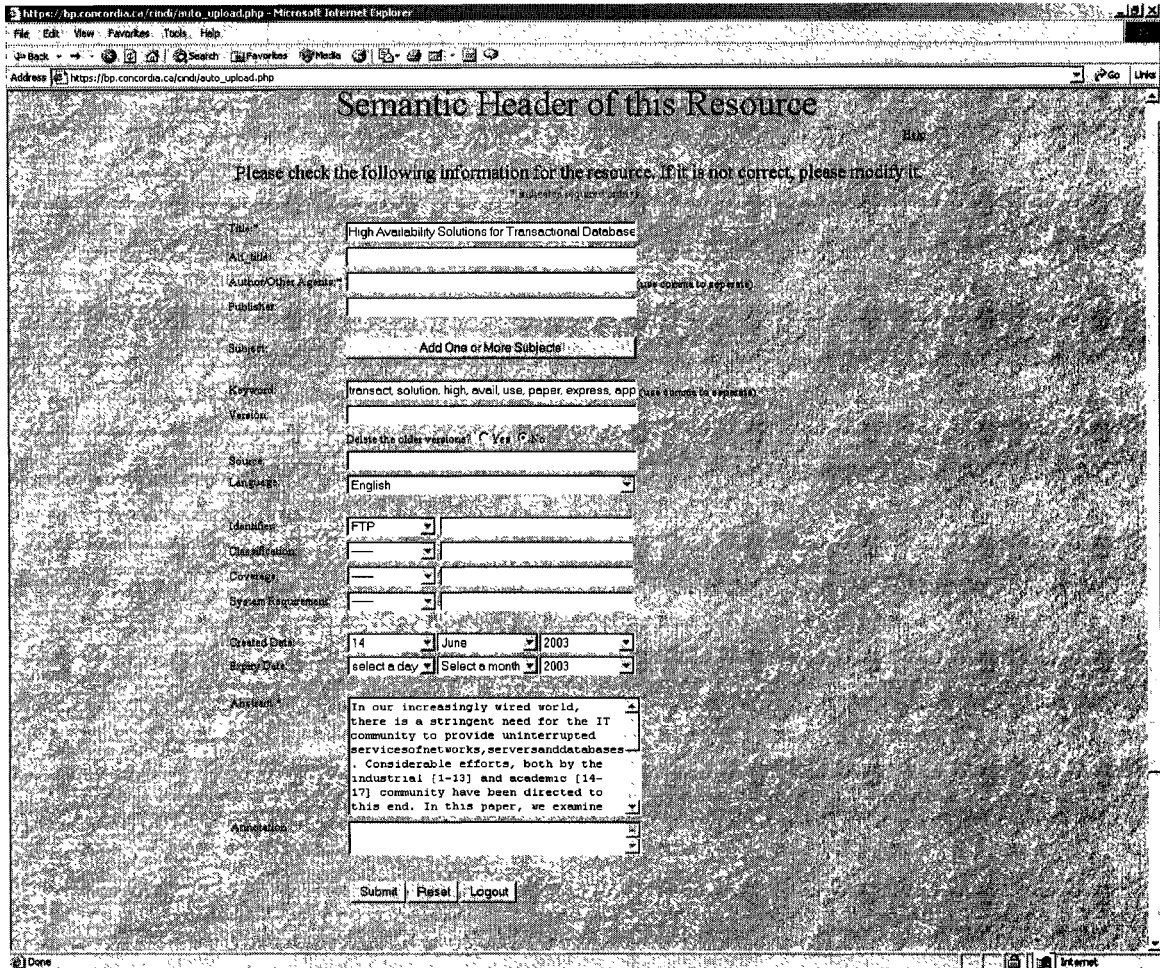 https://bp.concordia.ca/cindi/auto_upload.php - Microsoft Internet Explorer
File Edit View Favorites Tools Help
Back Search Favorites Media
Address https://bp.concordia.ca/cindi/auto_upload.php Go Links
Semantic Header of this Resource
Help
Please check the following information for the resource. If it is not correct, please modify it.
* indicates required
Title:* High Availability Solutions for Transactional Database
Alt_title:
Author/Other Agents:* (use comma to seperate)
Publisher:
Subject: Add One or More Subjects
Keyword: transact, solution, high, avail, use, paper, express, app (use comma to seperate)
Version:
Delete the older versions? Yes No
Source:
Language: English
Identifier: FTP
Classification: ----
Coverage: ----
System Requirement: ----
Created Date: 14 June 2003
Expiry Date: select a day Select a month 2003
Abstract:* In our increasingly wired world,
there is a stringent need for the IT
community to provide uninterrupted
servicesofnetworks,serversanddatabases
. Considerable efforts, both by the
industrial [1-13] and academic [14-
17] community have been directed to
this end. In this paper, we examine
Annotation:
Submit Reset Logout
Done Internet